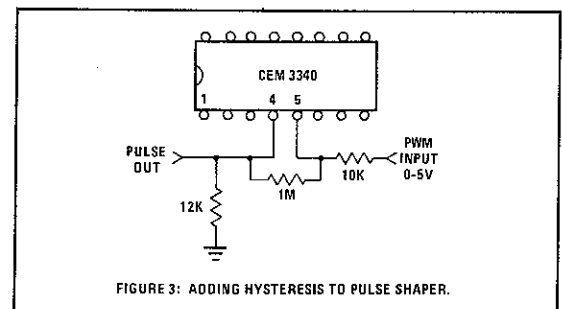 CEM 3340
1 4 5
PULSE OUT
PWM INPUT 0-5V
10K
1M
12K
FIGURE 3: ADDING HYSTERESIS TO PULSE SHAPER.